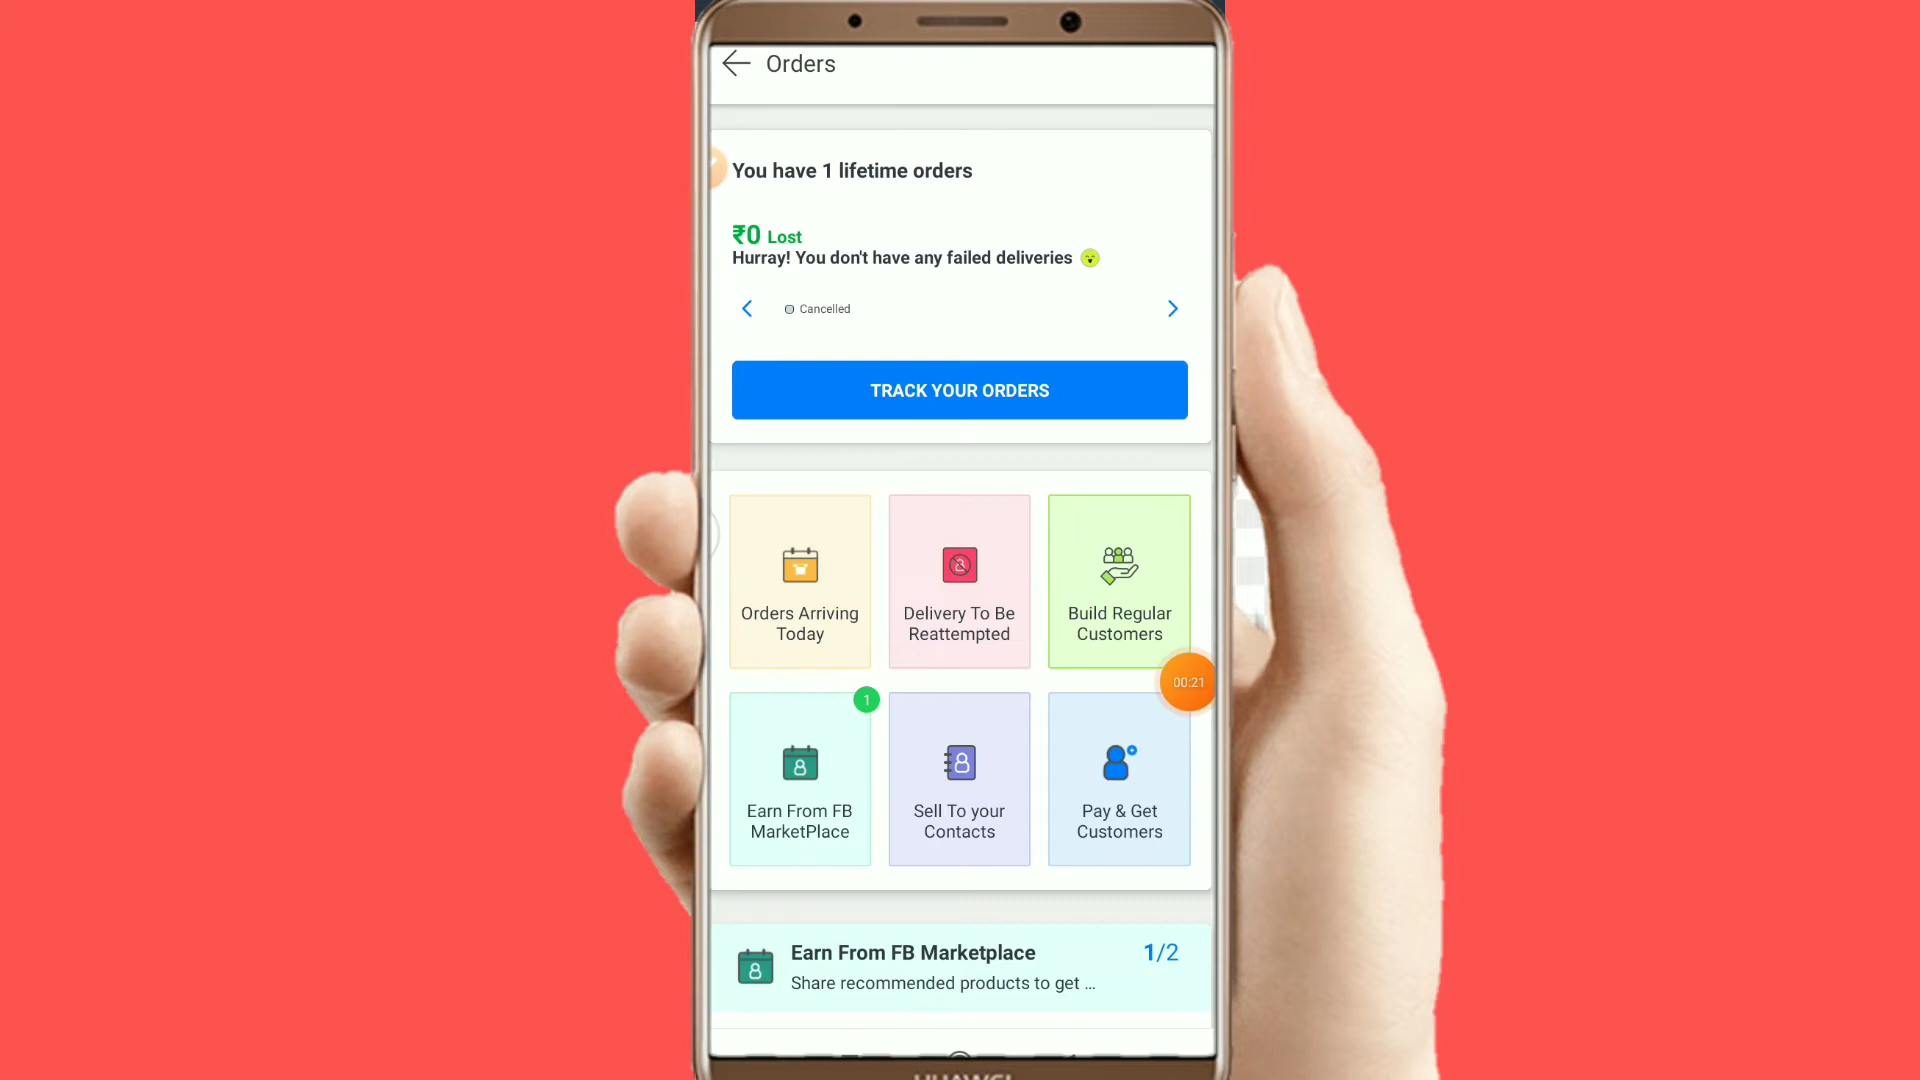 Orders
You have 1 lifetime orders
₹0 Lost
Hurray! You don't have any failed deliveries
Cancelled
TRACK YOUR ORDERS
Orders Arriving
Today
Delivery To Be
Reattempted
Build Regular
Customers
00:21
1
Earn From FB
MarketPlace
Sell To your
Contacts
Pay & Get
Customers
Earn From FB Marketplace
1/2
Share recommended products to get ...
HUAWEI